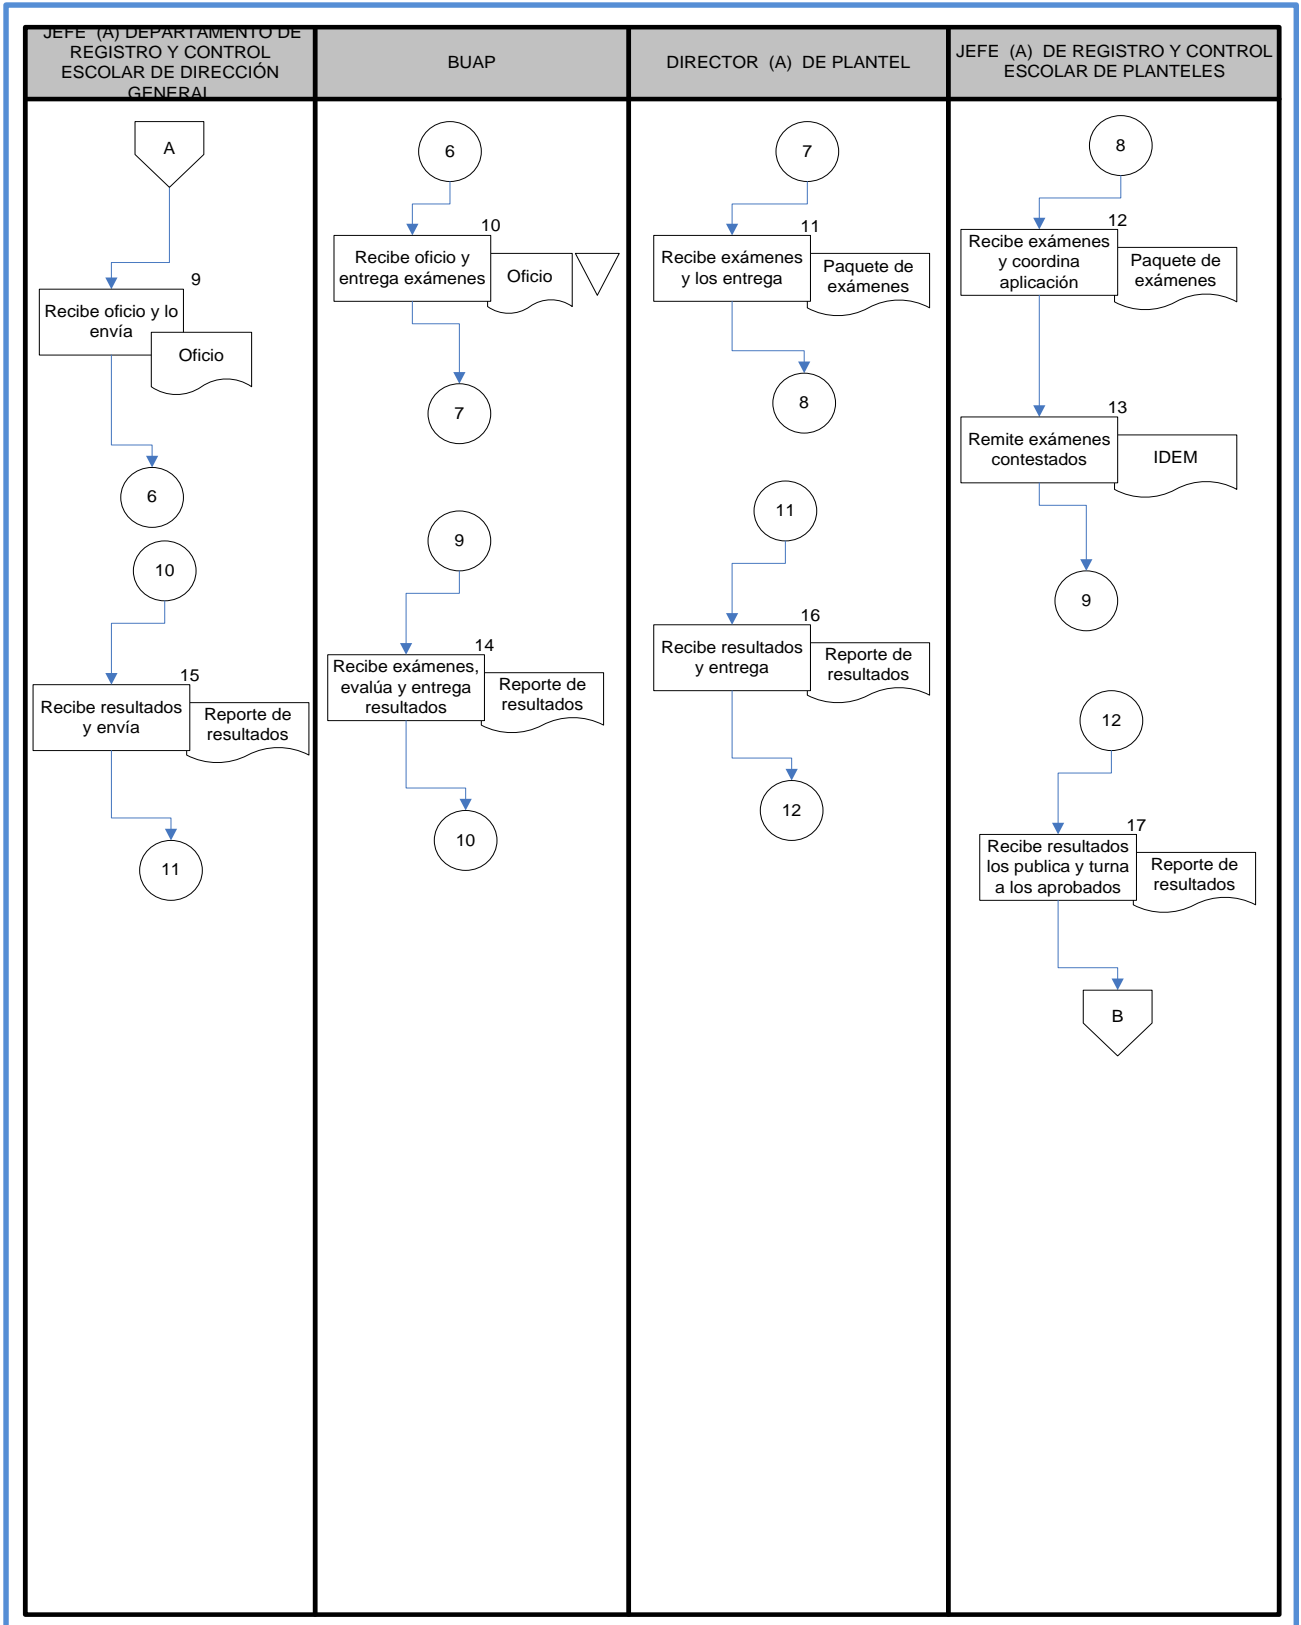 JEFE (A) DEPARTAMENTO DE
REGISTRO Y CONTROL
ESCOLAR DE DIRECCIÓN
GENERAL
BUAP
DIRECTOR (A) DE PLANTEL
JEFE (A) DE REGISTRO Y CONTROL
ESCOLAR DE PLANTELES
A
9
Recibe oficio y lo
envía
Oficio
6
10
15
Recibe resultados
y envía
Reporte de
resultados
11
6
10
Recibe oficio y
entrega exámenes
Oficio
7
9
14
Recibe exámenes,
evalúa y entrega
resultados
Reporte de
resultados
10
7
11
Recibe exámenes
y los entrega
Paquete de
exámenes
8
11
16
Recibe resultados
y entrega
Reporte de
resultados
12
8
12
Recibe exámenes
y coordina
aplicación
Paquete de
exámenes
13
Remite exámenes
contestados
IDEM
9
12
17
Recibe resultados
los publica y turna
a los aprobados
Reporte de
resultados
B